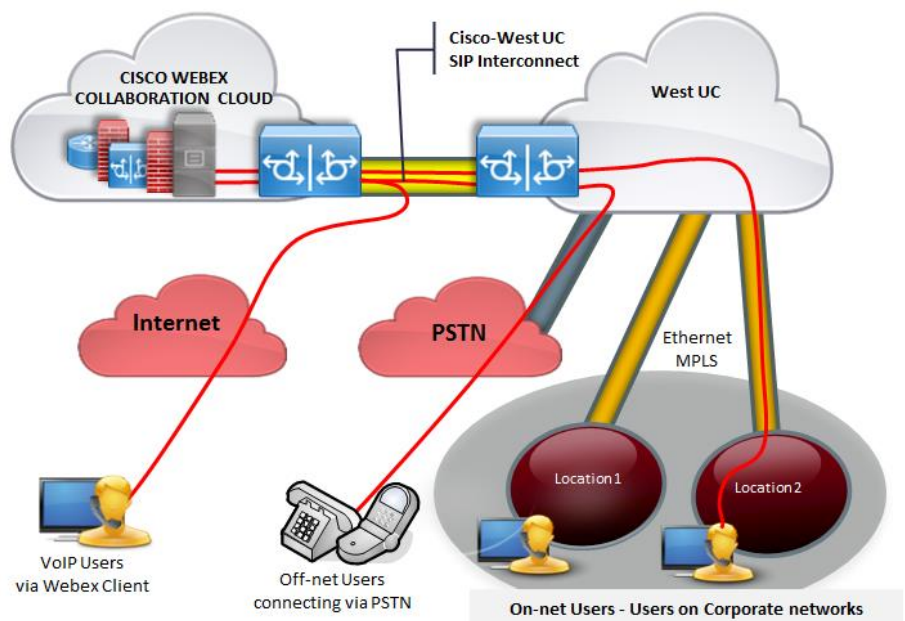 Cisco-West UC
SIP Interconnect
CISCO WEBEX
COLLABORATION CLOUD
West UC
Internet
PSTN
Ethernet
MPLS
Location1
Location2
VoIP Users
via Webex Client
Off-net Users
connecting via PSTN
On-net Users - Users on Corporate networks